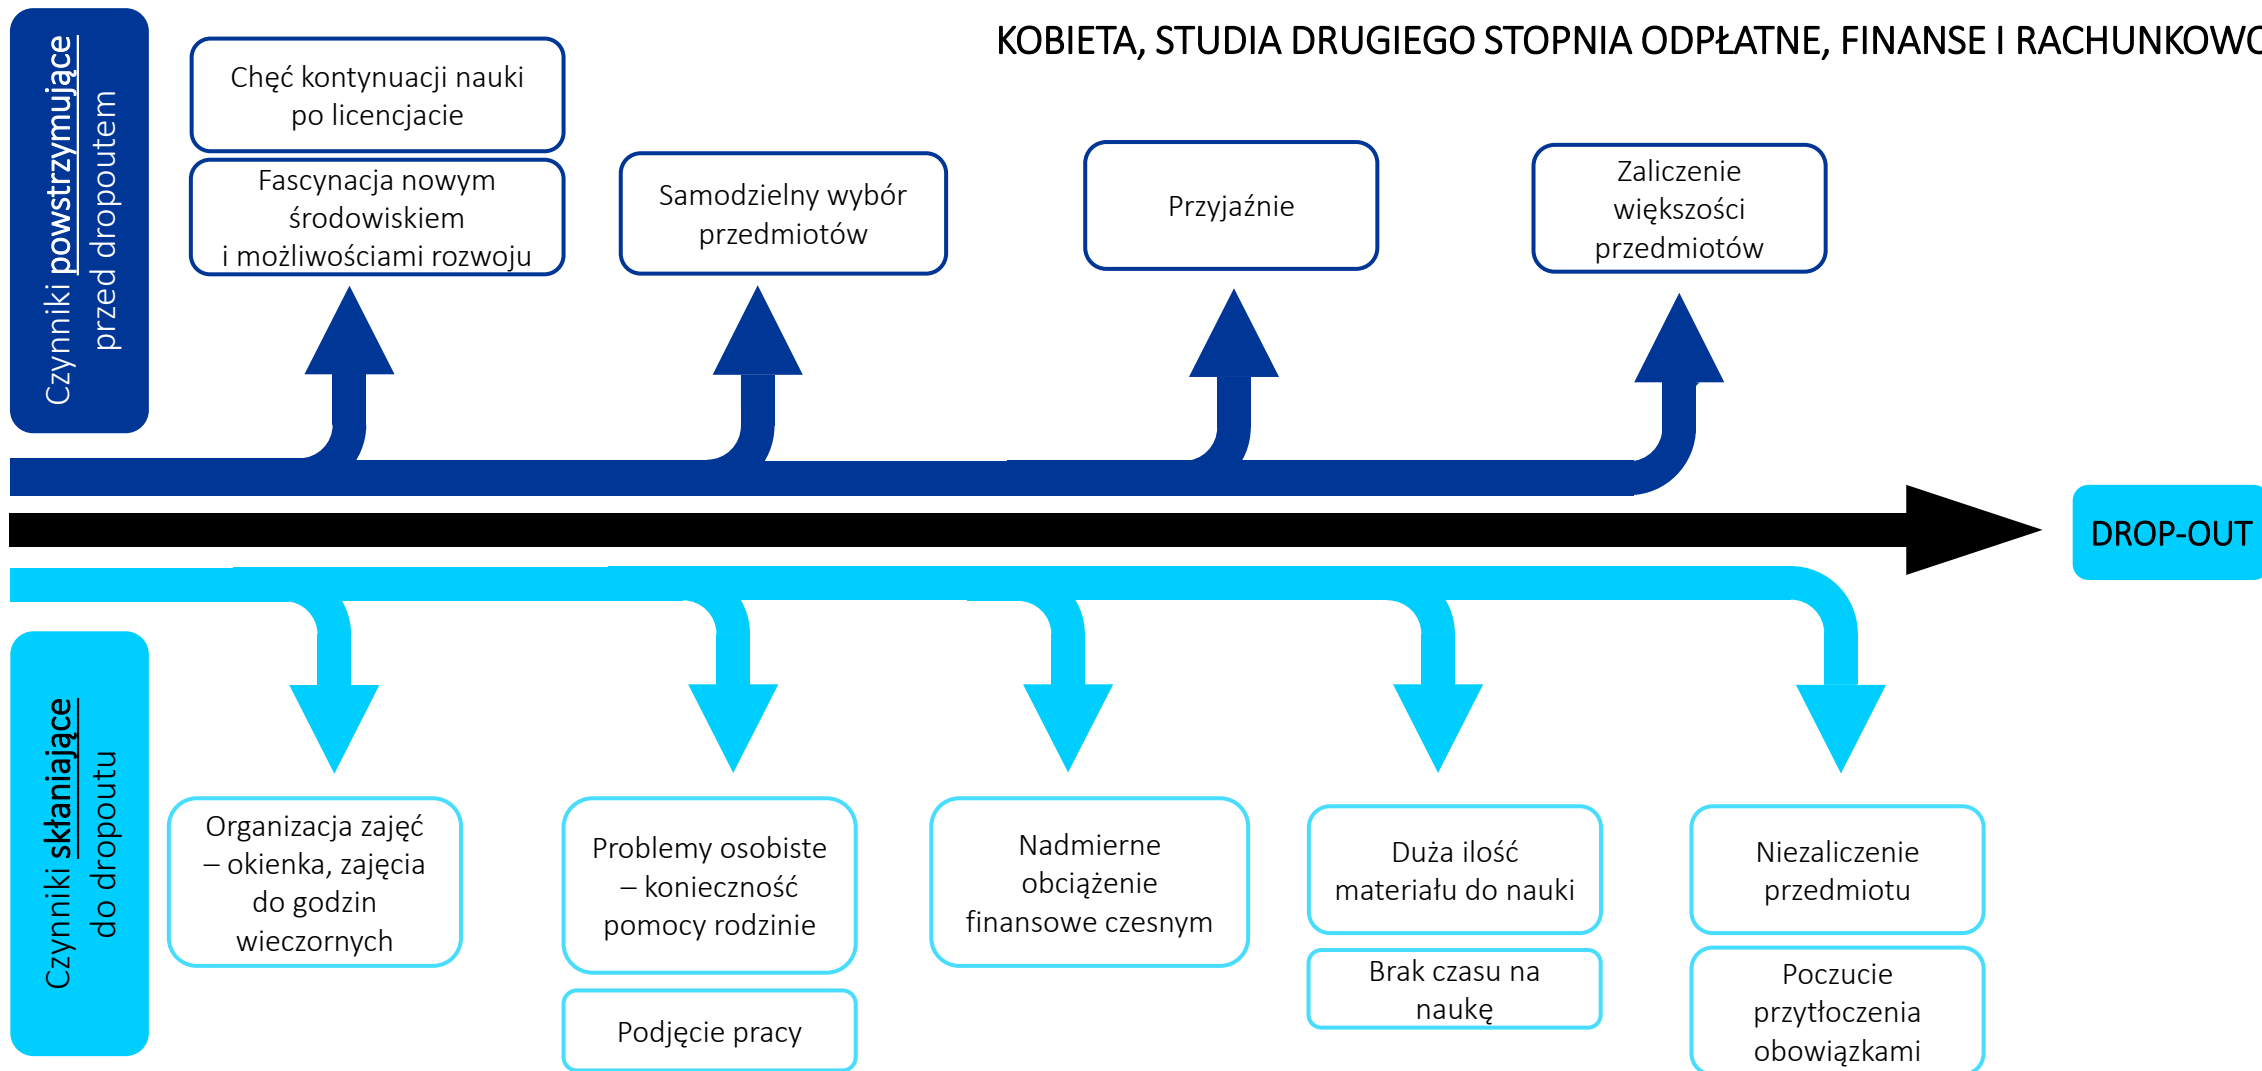 KOBIETA, STUDIA DRUGIEGO STOPNIA ODPŁATNE, FINANSE I RACHUNKOWO
Czynniki powstrzymujące
przed dropoutem
Chęć kontynuacji nauki
po licencjacie
Fascynacja nowym
środowiskiem
i możliwościami rozwoju
Samodzielny wybór
przedmiotów
Przyjaźnie
Zaliczenie
większości
przedmiotów
DROP-OUT
Czynniki skłaniające
do dropoutu
Organizacja zajęć
– okienka, zajęcia
do godzin
wieczornych
Problemy osobiste
– konieczność
pomocy rodzinie
Podjęcie pracy
Nadmierne
obciążenie
finansowe czesnym
Duża ilość
materiału do nauki
Brak czasu na
naukę
Niezaliczenie
przedmiotu
Poczucie
przytłoczenia
obowiązkami